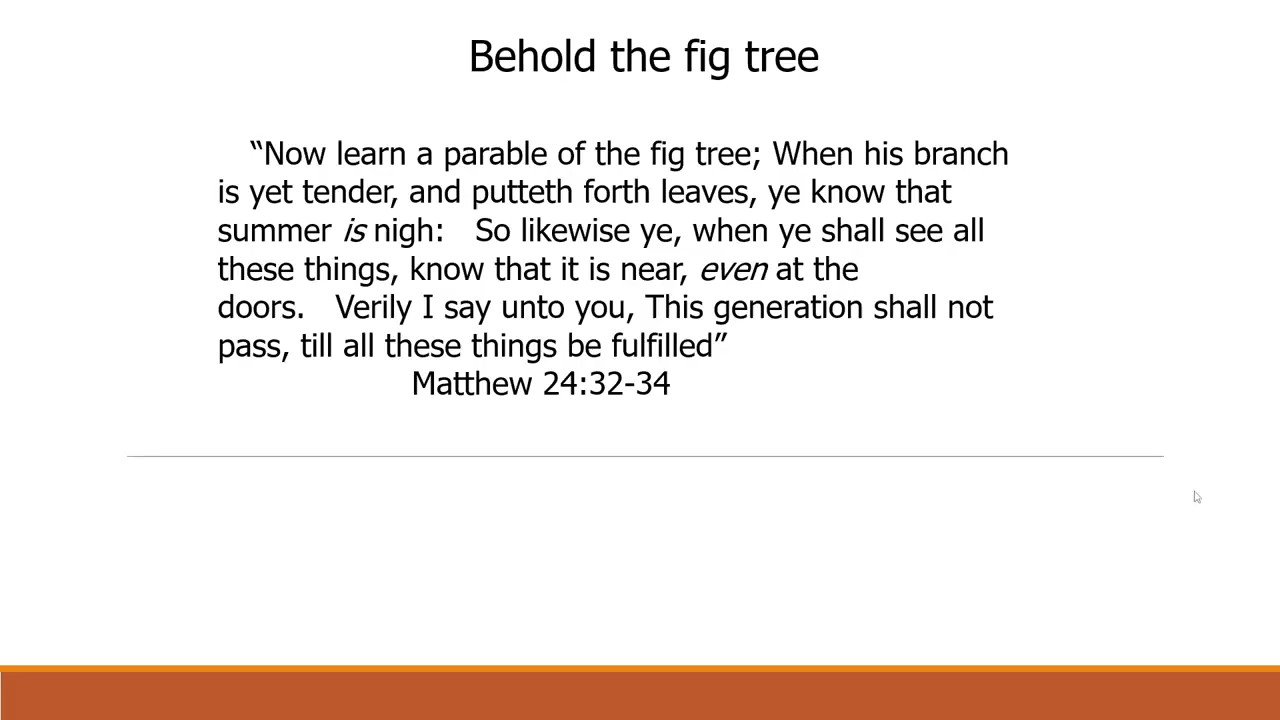 Behold the fig tree
“Now learn a parable of the fig tree; When his branch
is yet tender, and putteth forth leaves, ye know that
summer is nigh: So likewise ye, when ye shall see all
these things, know that it is near, even at the
doors. Verily I say unto you, This generation shall not
pass, till all these things be fulfilled”
Matthew 24:32-34